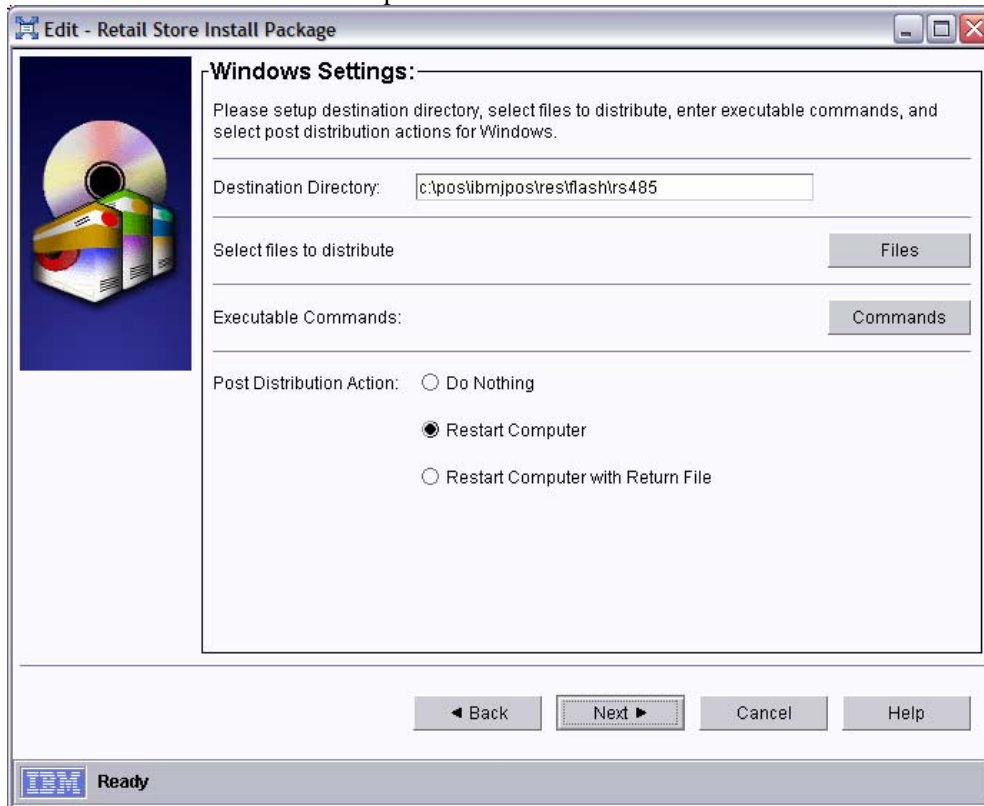 Edit - Retail Store Install Package
Windows Settings:
Please setup destination directory, select files to distribute, enter executable commands, and
select post distribution actions for Windows.
Destination Directory: c:\pos\ibmjpos\res\flash\rs485
Select files to distribute Files
Executable Commands: Commands
Post Distribution Action: Do Nothing
Restart Computer
Restart Computer with Return File
◄ Back Next ► Cancel Help
IBM Ready